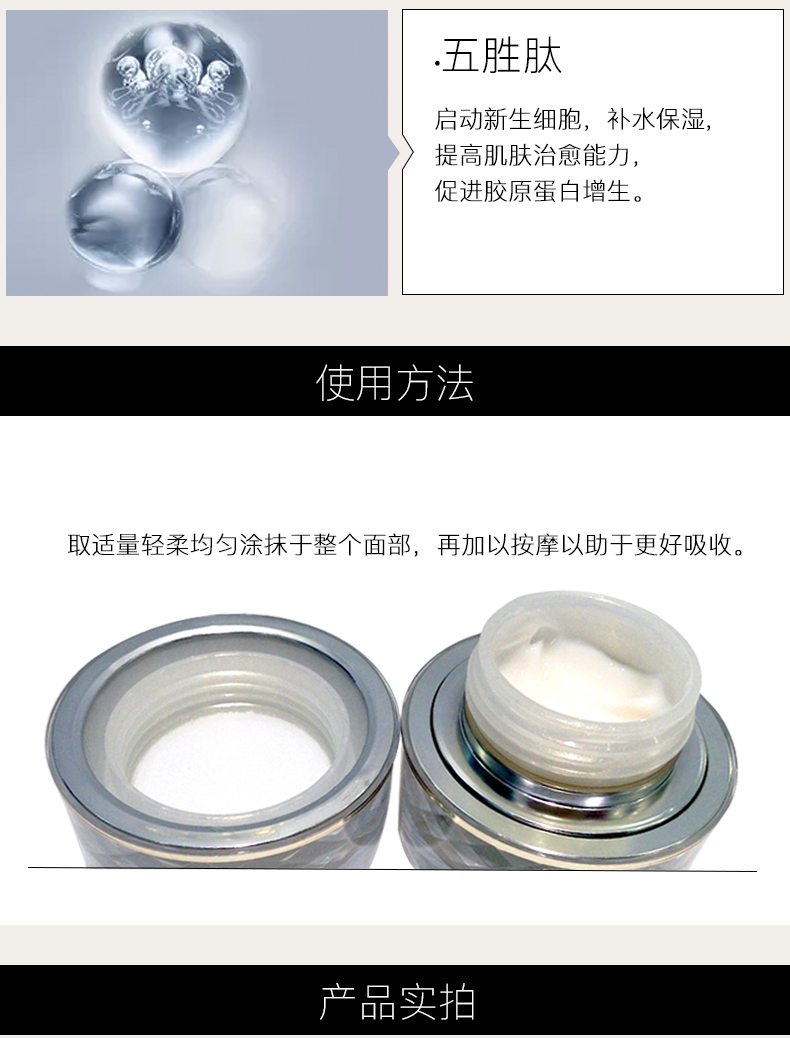 ·五胜肽
启动新生细胞，补水保湿，
提高肌肤治愈能力，
促进胶原蛋白增生。
使用方法
取适量轻柔均匀涂抹于整个面部，再加以按摩以助于更好吸收。
产品实拍